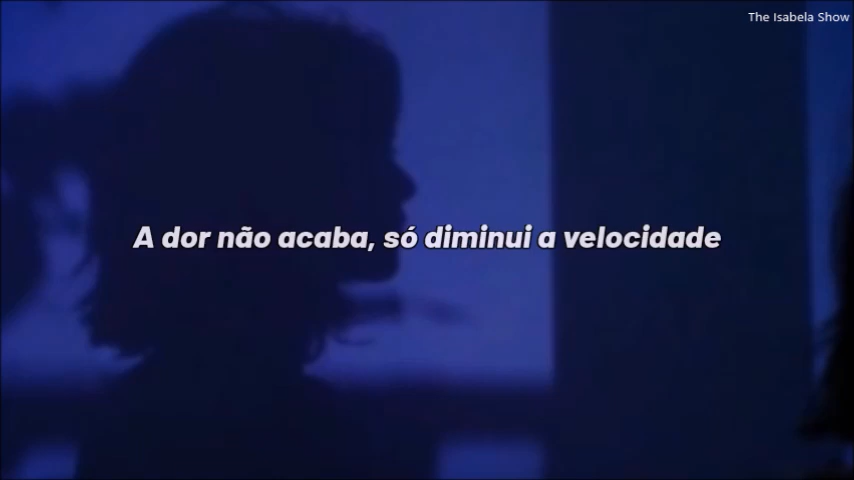 The Isabela Show
A dor não acaba, só diminui a velocidade